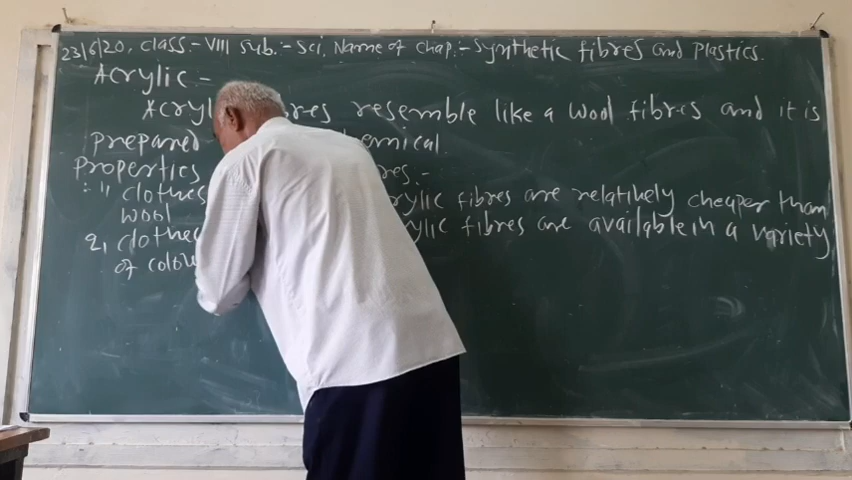 23/6/20, class:- VIII sub:- Sci. Name of chap:- Synthetic fibres and Plastics.
Acrylic -
Acryl res resemble like a wool fibres and it is
prepared emical.
Properties res.-
1, clothes rylic fibres are relatively cheaper than
wool
2, clothes ylic fibres are available in a variety
of colou